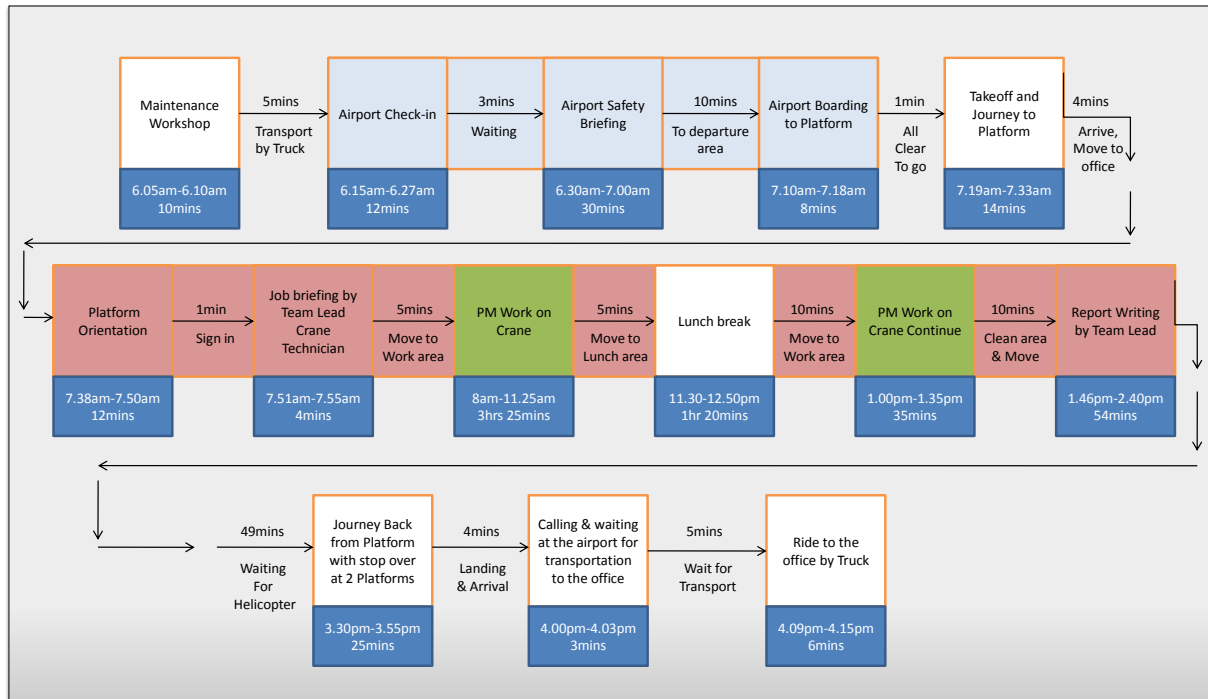 Maintenance
Workshop
6.05am-6.10am
10mins
5mins
Transport
by Truck
Airport Check-in
6.15am-6.27am
12mins
3mins
Waiting
Airport Safety
Briefing
6.30am-7.00am
30mins
10mins
To departure
area
Airport Boarding
to Platform
7.10am-7.18am
8mins
1min
All
Clear
To go
Takeoff and
Journey to
Platform
7.19am-7.33am
14mins
4mins
Arrive,
Move to
office
Platform
Orientation
7.38am-7.50am
12mins
1min
Sign in
Job briefing by
Team Lead
Crane
Technician
7.51am-7.55am
4mins
5mins
Move to
Work area
PM Work on
Crane
8am-11.25am
3hrs 25mins
5mins
Move to
Lunch area
Lunch break
11.30-12.50pm
1hr 20mins
10mins
Move to
Work area
PM Work on
Crane Continue
1.00pm-1.35pm
35mins
10mins
Clean area
& Move
Report Writing
by Team Lead
1.46pm-2.40pm
54mins
49mins
Waiting
For
Helicopter
Journey Back
from Platform
with stop over
at 2 Platforms
3.30pm-3.55pm
25mins
4mins
Landing
& Arrival
Calling & waiting
at the airport for
transportation
to the office
4.00pm-4.03pm
3mins
5mins
Wait for
Transport
Ride to the
office by Truck
4.09pm-4.15pm
6mins